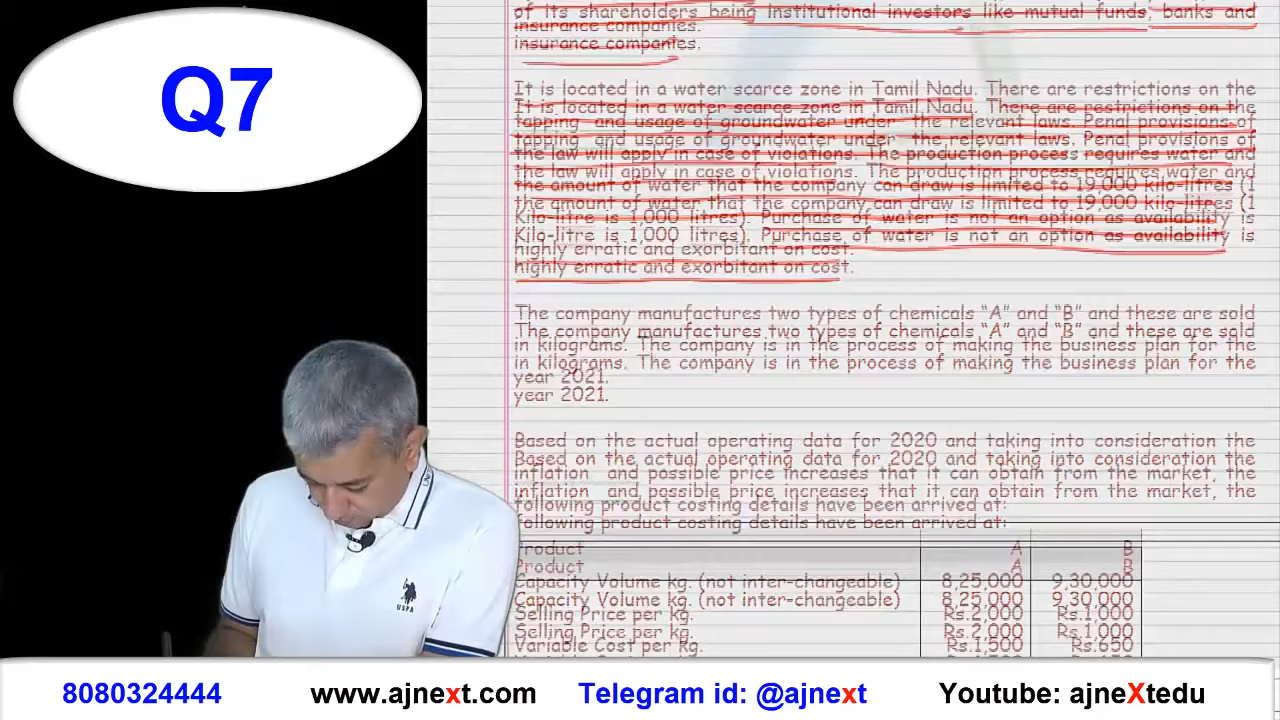 Q7
of its shareholders being institutional investors like mutual funds, banks and
insurance companies.
It is located in a water scarce zone in Tamil Nadu. There are restrictions on the
tapping and usage of groundwater under the relevant laws. Penal provisions of
the law will apply in case of violations. The production process requires water and
the amount of water that the company can draw is limited to 19,000 kilo-litres (1
Kilo-litre is 1,000 litres). Purchase of water is not an option as availability is
highly erratic and exorbitant on cost.
The company manufactures two types of chemicals "A" and "B" and these are sold
in kilograms. The company is in the process of making the business plan for the
year 2021.
Based on the actual operating data for 2020 and taking into consideration the
inflation and possible price increases that it can obtain from the market, the
following product costing details have been arrived at:
Product A B
Capacity Volume kg. (not inter-changeable) 8,25,000 9,30,000
Selling Price per kg. Rs.2,000 Rs.1,000
Variable Cost per kg. Rs.1,500 Rs.650
USPA
8080324444 www.ajnext.com Telegram id: @ajnext Youtube: ajneXtedu